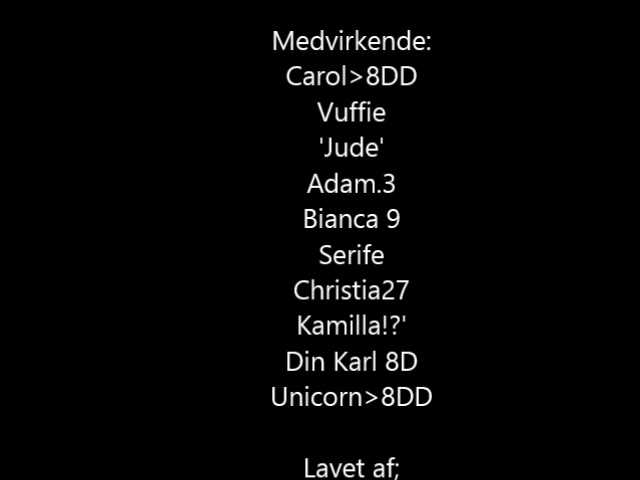 Medvirkende:
Carol>8DD
Vuffie
'Jude'
Adam.3
Bianca 9
Serife
Christia27
Kamilla!?'
Din Karl 8D
Unicorn>8DD
Lavet af;